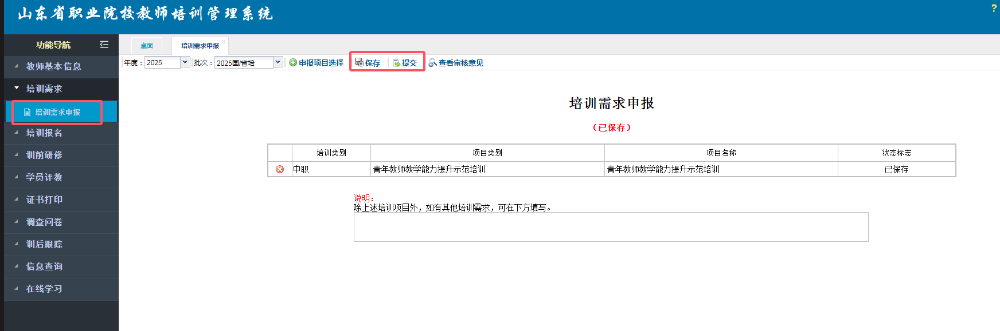 山东省职业院校教师培训管理系统
?
功能导航
教师基本信息
培训需求
培训需求申报
培训报名
训前研修
学员评教
证书打印
调查问卷
训后跟踪
信息查询
在线学习
桌面 培训需求申报
年度： 2025 批次： 2025国/省培 申报项目选择 保存 提交 查看审核意见
培训需求申报
（已保存）
培训类别 项目类别 项目名称 状态标志
中职 青年教师教学能力提升示范培训 青年教师教学能力提升示范培训 已保存
说明：
除上述培训项目外，如有其他培训需求，可在下方填写。